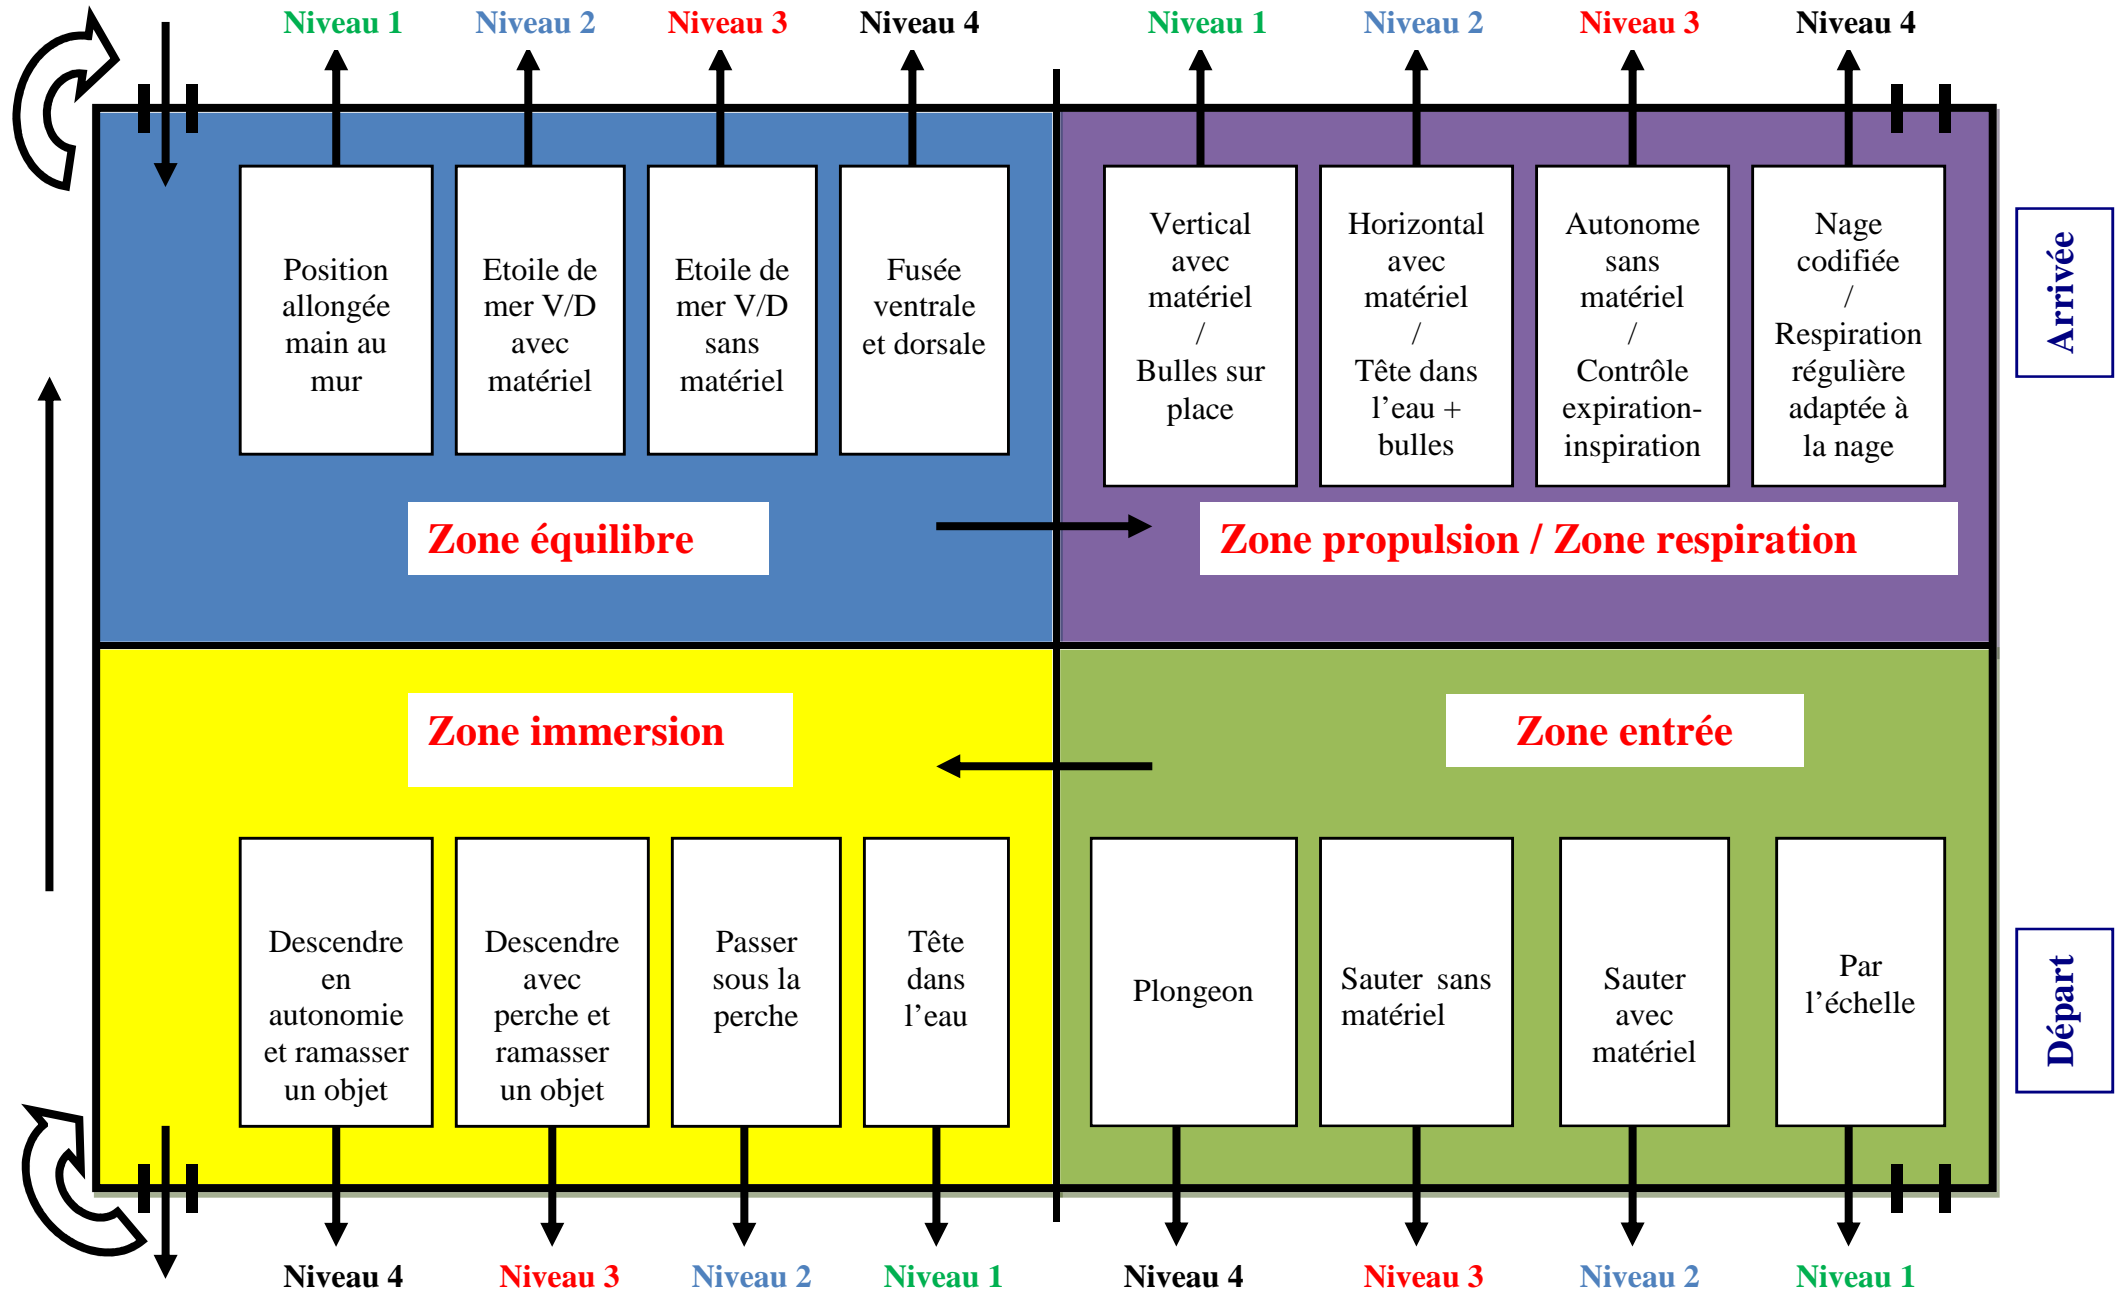 Niveau 1
Niveau 2
Niveau 3
Niveau 4
Niveau 1
Niveau 2
Niveau 3
Niveau 4
Position
allongée
main au
mur
Etoile de
mer V/D
avec
matériel
Etoile de
mer V/D
sans
matériel
Fusée
ventrale
et dorsale
Vertical
avec
matériel
/
Bulles sur
place
Horizontal
avec
matériel
/
Tête dans
l’eau +
bulles
Autonome
sans
matériel
/
Contrôle
expiration-
inspiration
Nage
codifiée
/
Respiration
régulière
adaptée à
la nage
Arrivée
Zone équilibre
Zone propulsion / Zone respiration
Zone immersion
Zone entrée
Descendre
en
autonomie
et ramasser
un objet
Descendre
avec
perche et
ramasser
un objet
Passer
sous la
perche
Tête
dans
l’eau
Plongeon
Sauter sans
matériel
Sauter
avec
matériel
Par
l’échelle
Départ
Niveau 4
Niveau 3
Niveau 2
Niveau 1
Niveau 4
Niveau 3
Niveau 2
Niveau 1